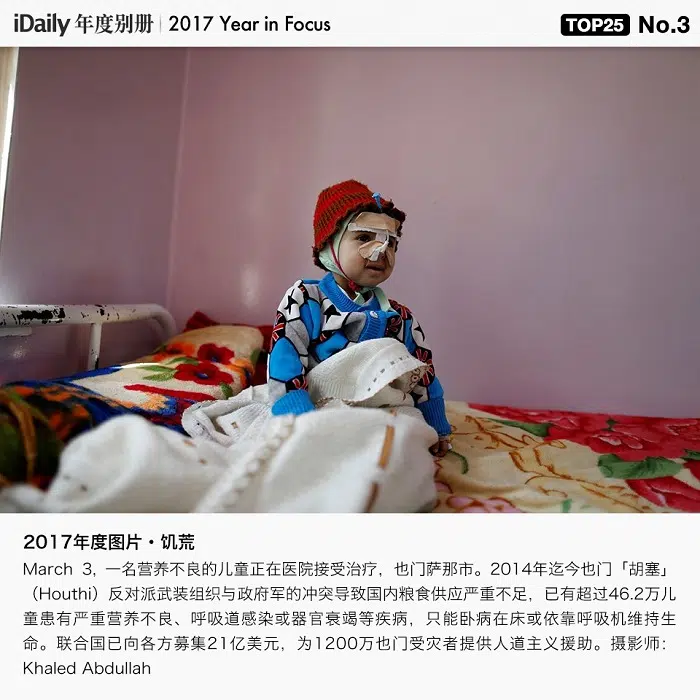 iDaily 年度别册 | 2017 Year in Focus TOP25 No.3
2017年度图片·饥荒
March 3, 一名营养不良的儿童正在医院接受治疗，也门萨那市。2014年迄今也门「胡塞」
（Houthi）反对派武装组织与政府军的冲突导致国内粮食供应严重不足，已有超过46.2万儿
童患有严重营养不良、呼吸道感染或器官衰竭等疾病，只能卧病在床或依靠呼吸机维持生
命。联合国已向各方募集21亿美元，为1200万也门受灾者提供人道主义援助。摄影师：
Khaled Abdullah